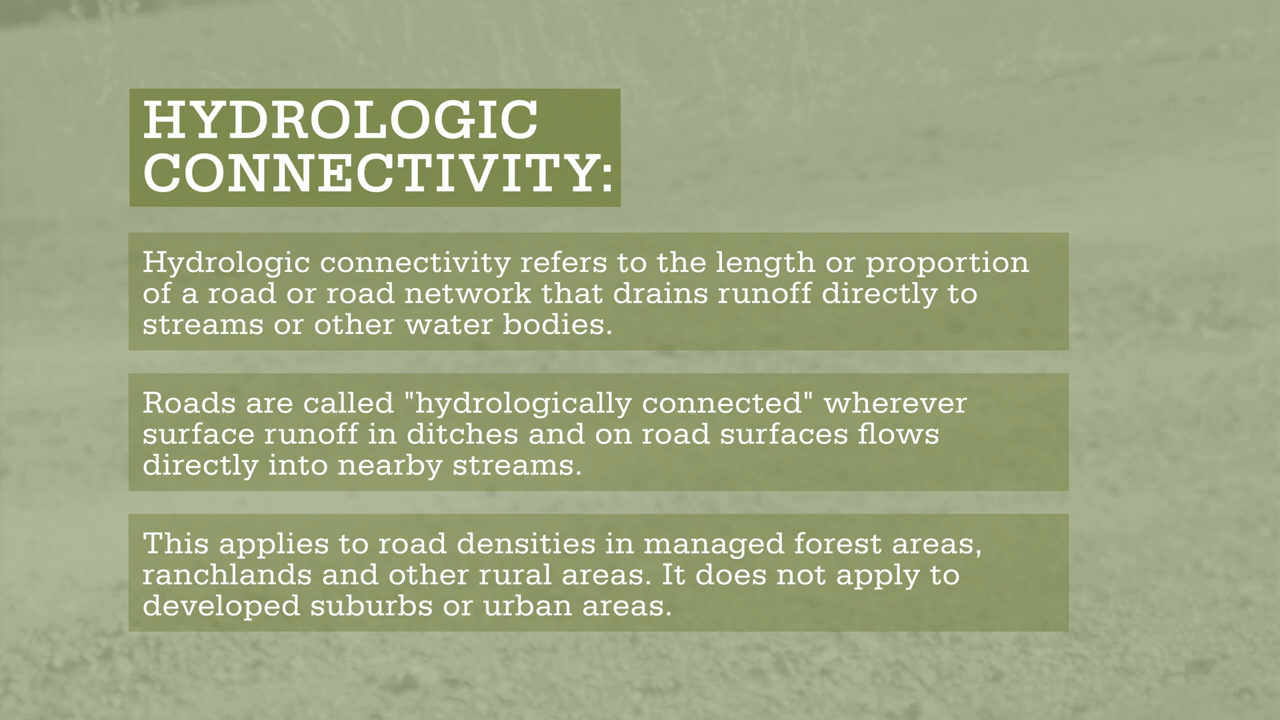 HYDROLOGIC
CONNECTIVITY:
Hydrologic connectivity refers to the length or proportion
of a road or road network that drains runoff directly to
streams or other water bodies.
Roads are called "hydrologically connected" wherever
surface runoff in ditches and on road surfaces flows
directly into nearby streams.
This applies to road densities in managed forest areas,
ranchlands and other rural areas. It does not apply to
developed suburbs or urban areas.